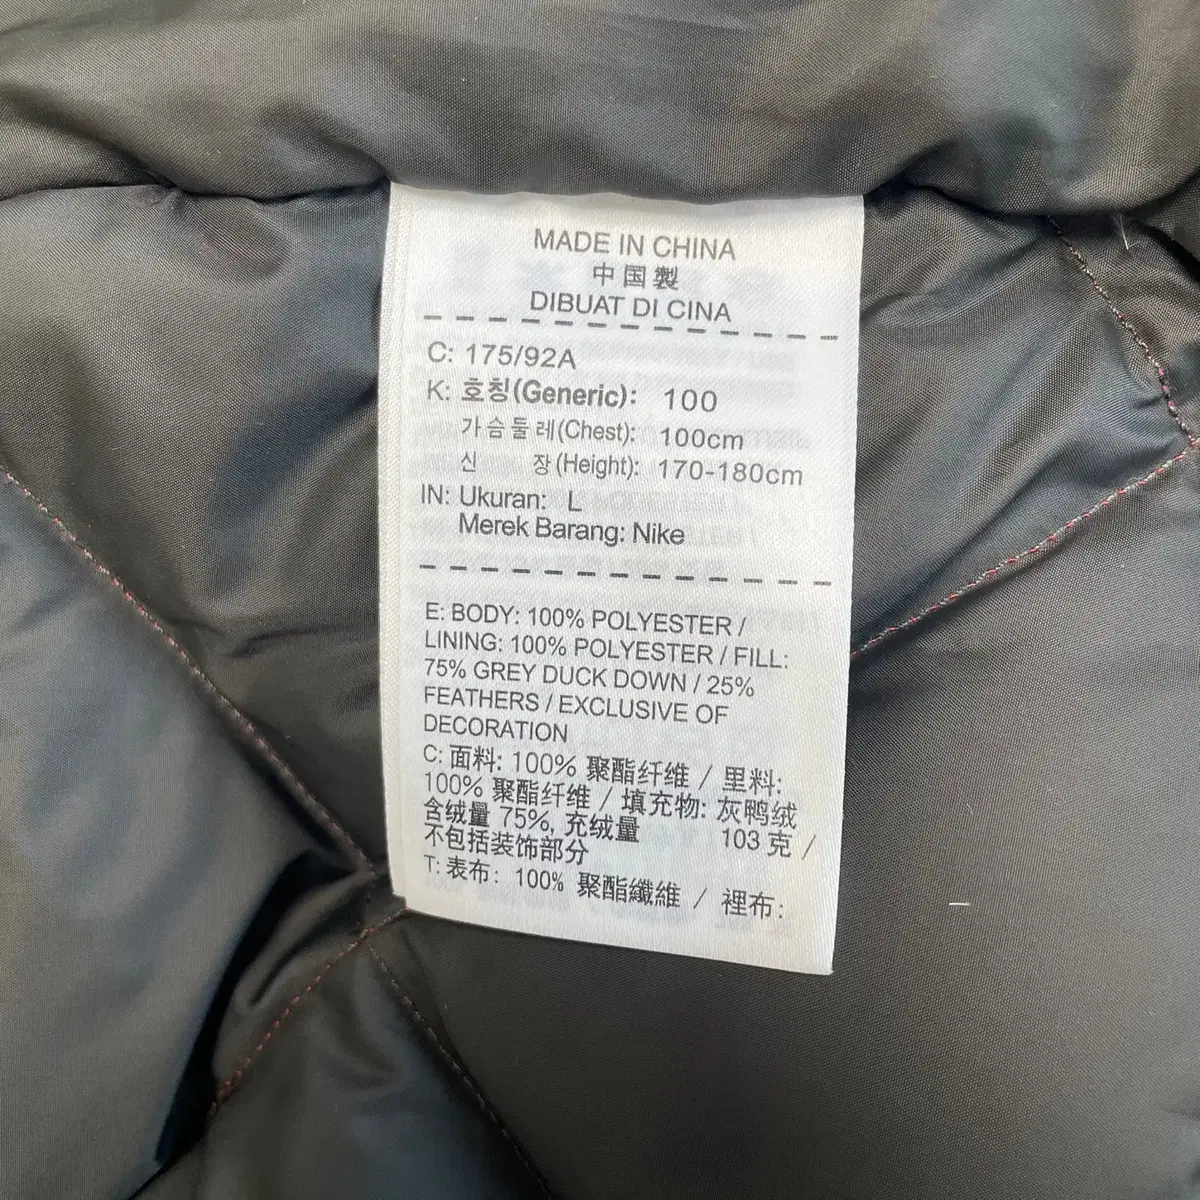 MADE IN CHINA
中国製
DIBUAT DI CINA
C: 175/92A
K: 호칭(Generic): 100
가슴둘레(Chest): 100cm
신 장(Height): 170-180cm
IN: Ukuran: L
Merek Barang: Nike
E: BODY: 100% POLYESTER /
LINING: 100% POLYESTER / FILL:
75% GREY DUCK DOWN / 25%
FEATHERS / EXCLUSIVE OF
DECORATION
C: 面料: 100% 聚酯纤维 / 里料:
100% 聚酯纤维 / 填充物: 灰鸭绒
含绒量 75%, 充绒量 103 克 /
不包括装饰部分
T: 表布: 100% 聚酯纖維 / 裡布: